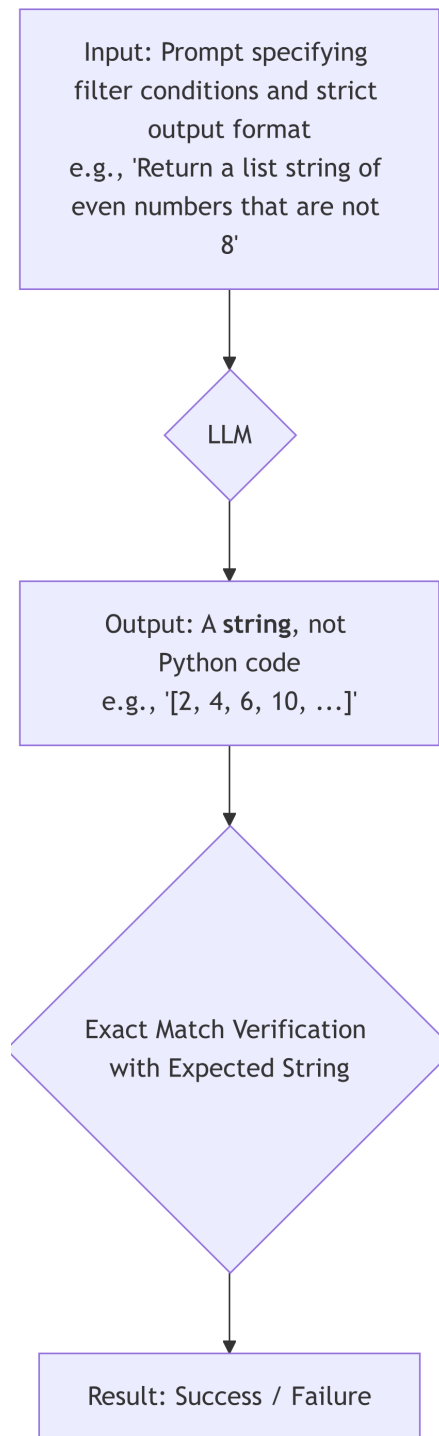 Input: Prompt specifying
filter conditions and strict
output format
e.g., 'Return a list string of
even numbers that are not
8'
LLM
Output: A string, not
Python code
e.g., '[2, 4, 6, 10, ...]'
Exact Match Verification
with Expected String
Result: Success / Failure